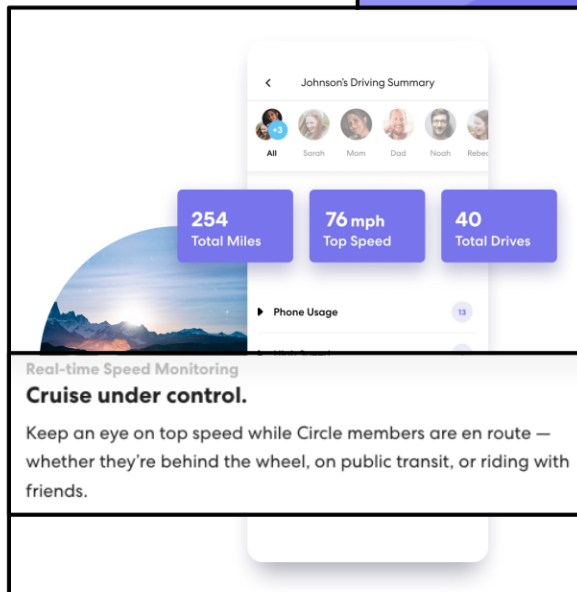 Johnson's Driving Summary
+3
All Sarah Mom Dad Noah Rebec
254 76 mph 40
Total Miles Top Speed Total Drives
Phone Usage 13
Real-time Speed Monitoring
Cruise under control.
Keep an eye on top speed while Circle members are en route —
whether they're behind the wheel, on public transit, or riding with
friends.